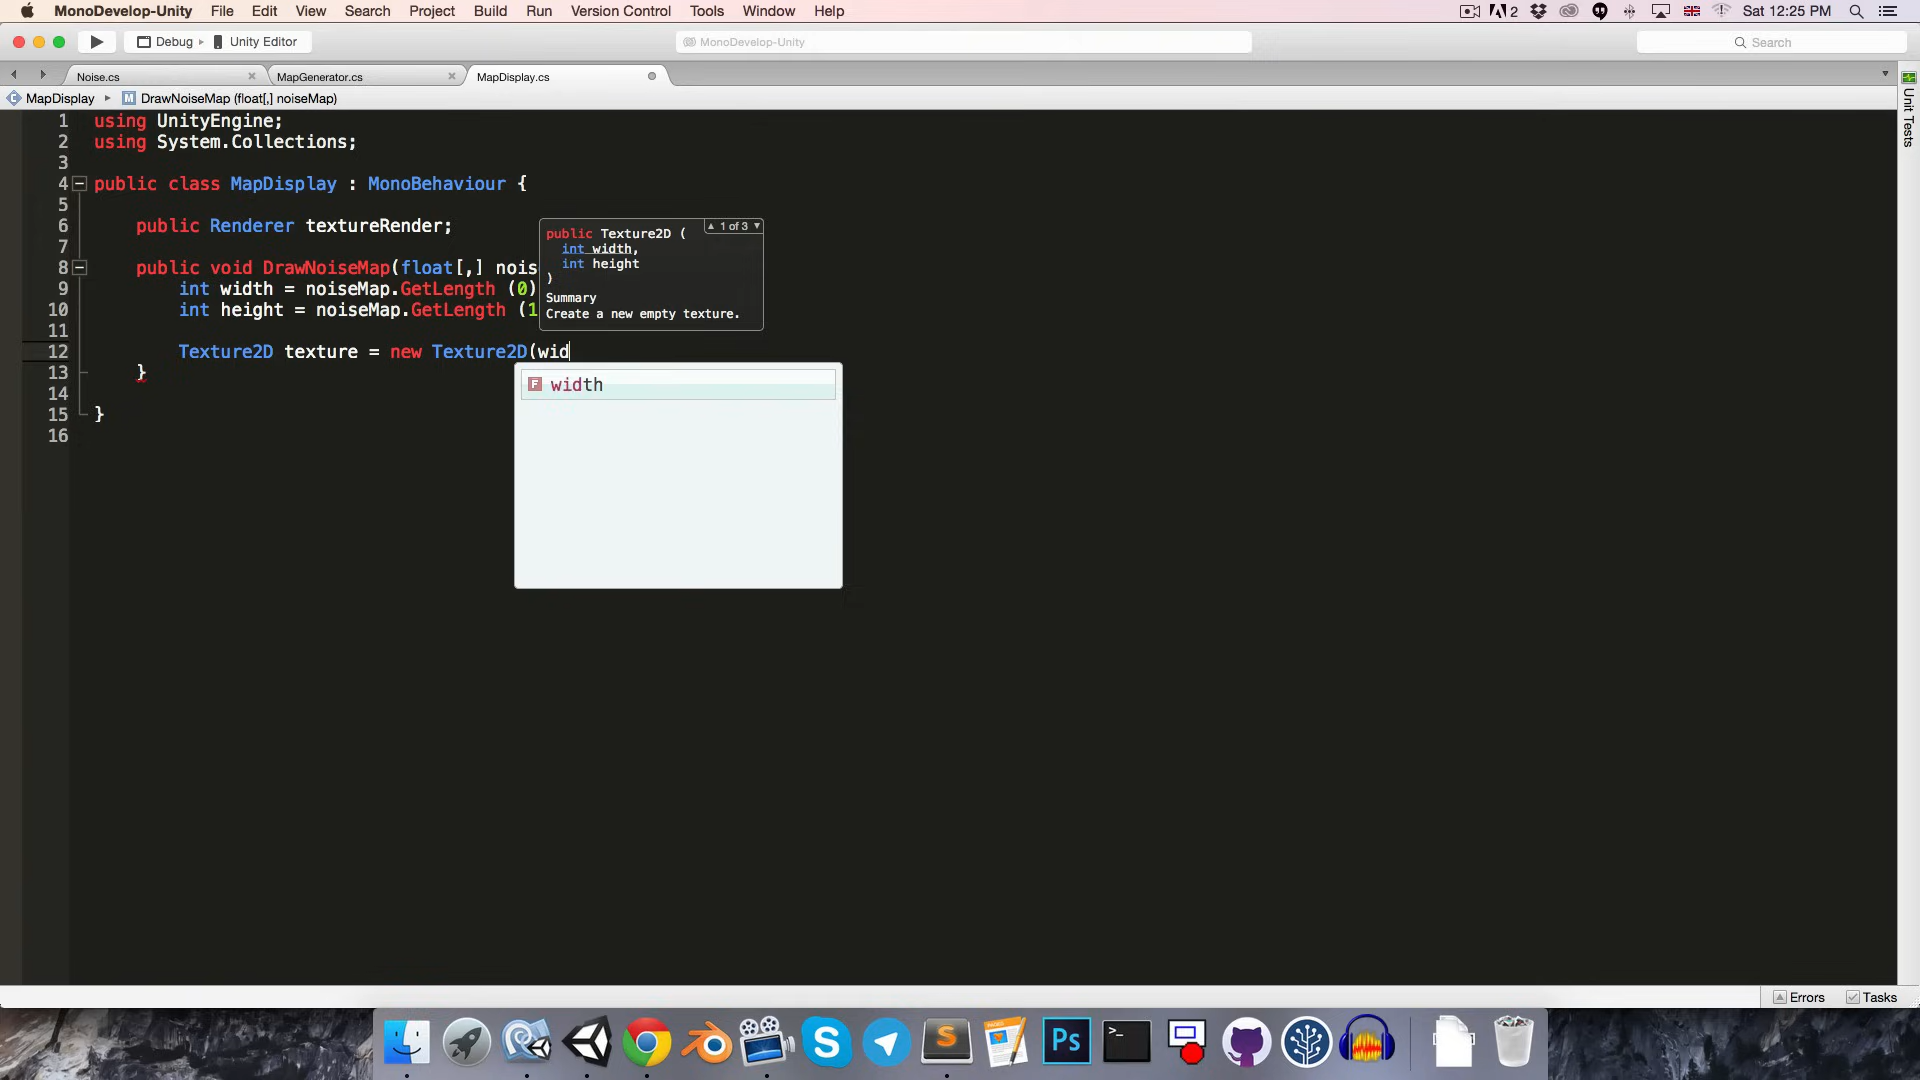 MonoDevelop-Unity File Edit View Search Project Build Run Version Control Tools Window Help 2 Sat 12:25 PM
Debug Unity Editor MonoDevelop-Unity Search
Noise.cs MapGenerator.cs MapDisplay.cs
MapDisplay DrawNoiseMap (float[,] noiseMap)
Unit Tests
1 using UnityEngine;
2 using System.Collections;
3
4 public class MapDisplay : MonoBehaviour {
5
6 public Renderer textureRender;
7
8 public void DrawNoiseMap(float[,] nois
9 int width = noiseMap.GetLength (0)
10 int height = noiseMap.GetLength (1
11
12 Texture2D texture = new Texture2D(wid
13 }
14
15 }
16
1 of 3
public Texture2D (
int width,
int height
)
Summary
Create a new empty texture.
F width
Errors Tasks
S S Ps >_
PAGES